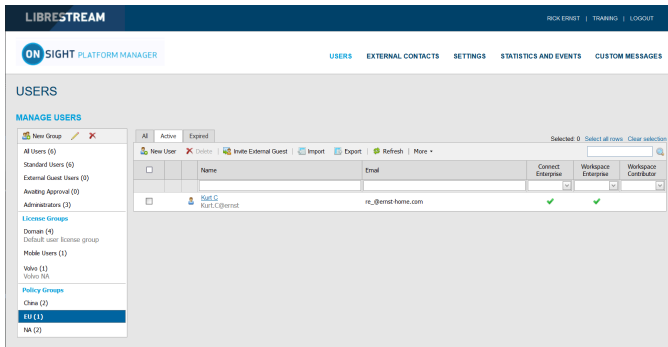 LIBRESTREAM
RICK ERNST | TRAINING | LOGOUT
ON SIGHT PLATFORM MANAGER
USERS EXTERNAL CONTACTS SETTINGS STATISTICS AND EVENTS CUSTOM MESSAGES
USERS
MANAGE USERS
New Group
All Users (6)
Standard Users (6)
External Guest Users (0)
Awaiting Approval (0)
Administrators (3)
License Groups
Domain (4)
Default user license group
Mobile Users (1)
Volvo (1)
Volvo NA
Policy Groups
China (2)
EU (1)
NA (2)
All Active Expired
Selected: 0 Select all rows Clear selection
New User | Delete | Invite External Guest | Import Export | Refresh | More
Name Email Connect Enterprise Workspace Enterprise Workspace Contributor
Kurt C
Kurt.C@ernst
re_@ernst-home.com